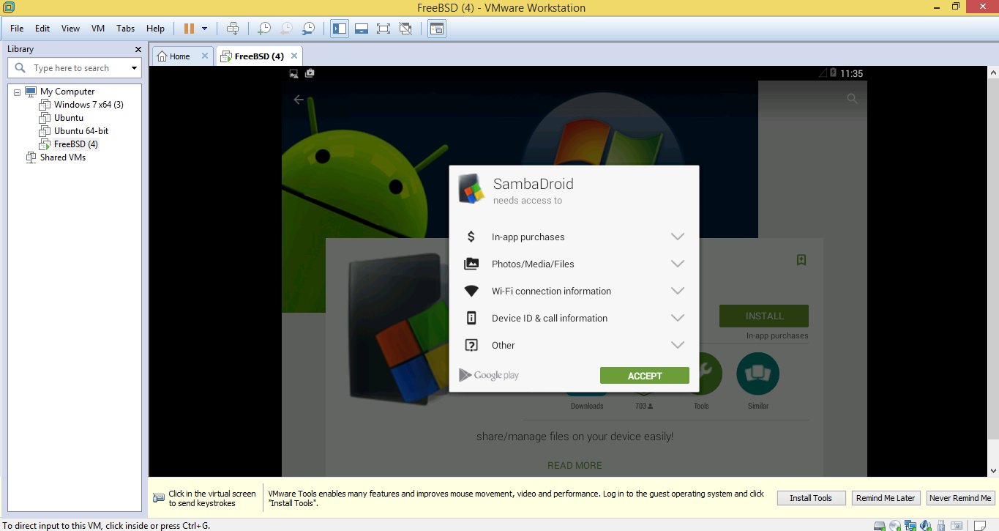 FreeBSD (4) - VMware Workstation
File Edit View VM Tabs Help
Library
Type here to search
My Computer
Windows 7 x64 (3)
Ubuntu
Ubuntu 64-bit
FreeBSD (4)
Shared VMs
Home
FreeBSD (4)
11:35
SambaDroid
needs access to
$ In-app purchases
Photos/Media/Files
Wi-Fi connection information
Device ID & call information
? Other
Google play
ACCEPT
INSTALL
In-app purchases
Downloads
703
Tools
Similar
share/manage files on your device easily!
READ MORE
Click in the virtual screen
to send keystrokes
VMware Tools enables many features and improves mouse movement, video and performance. Log in to the guest operating system and click
"Install Tools".
Install Tools
Remind Me Later
Never Remind Me
To direct input to this VM, click inside or press Ctrl+G.